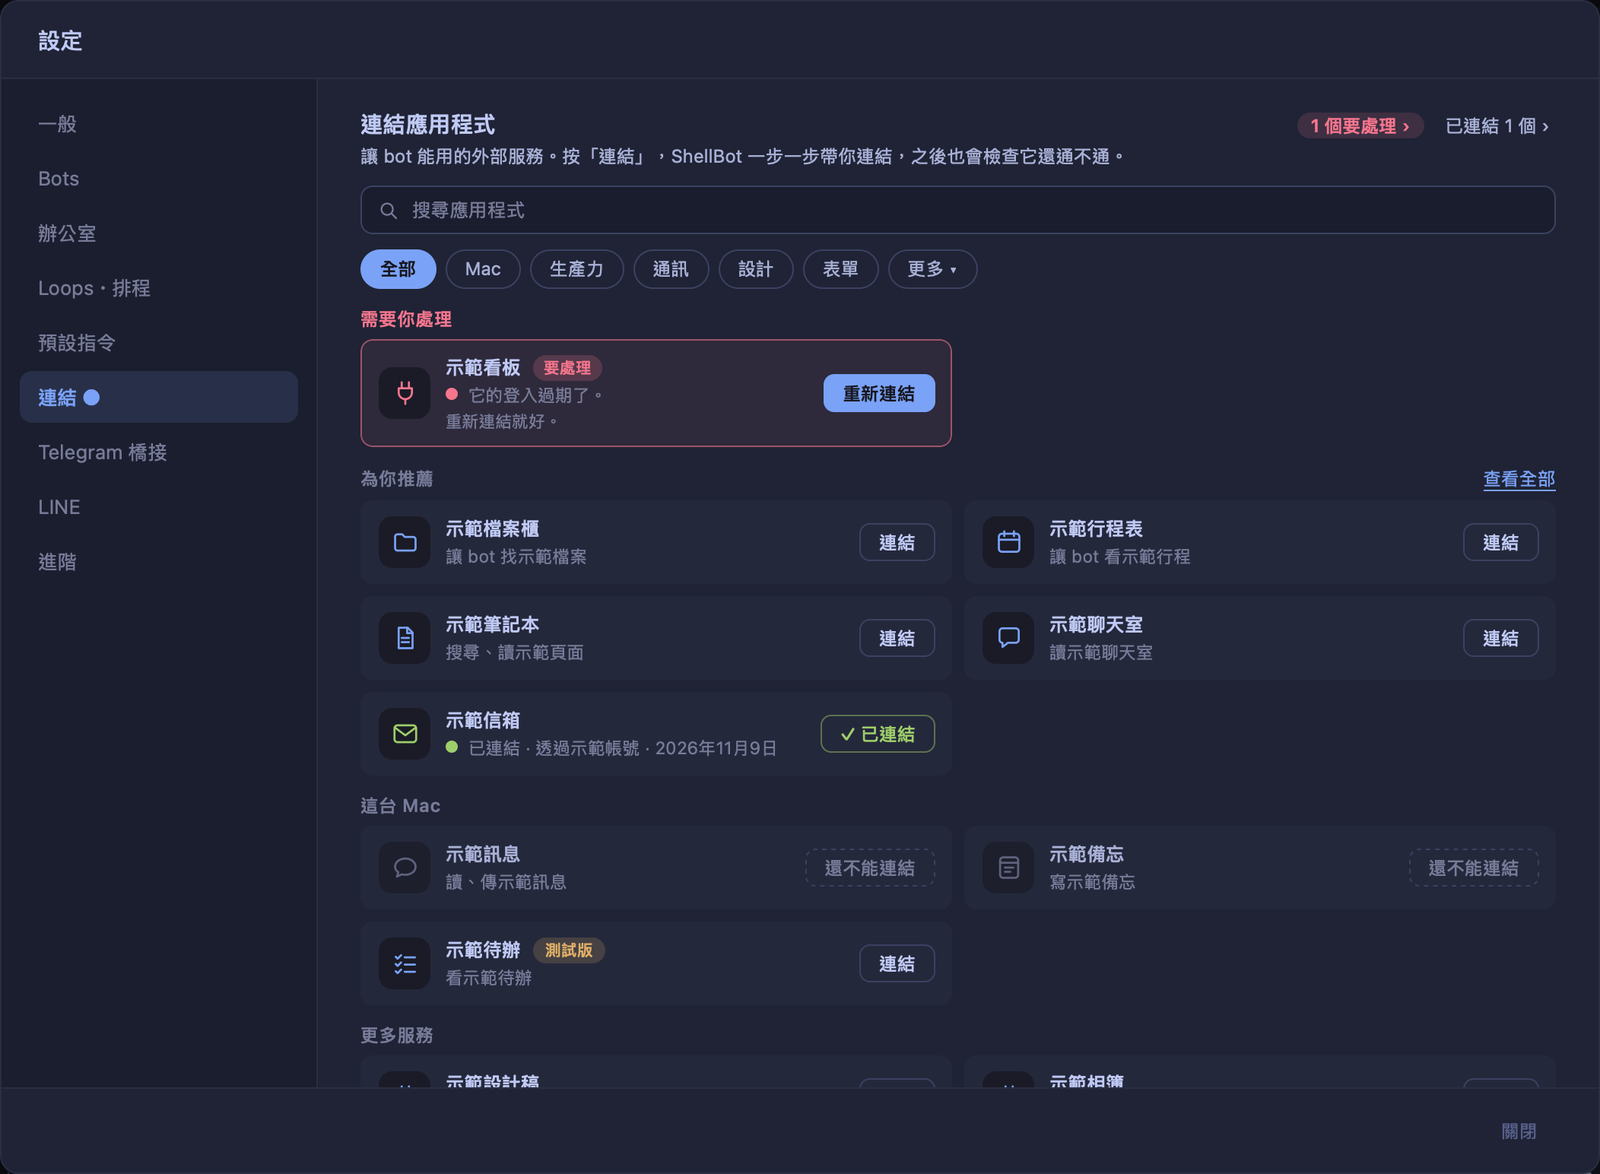 設定
一般
Bots
辦公室
Loops・排程
預設指令
連結
Telegram 橋接
LINE
進階
連結應用程式
1 個要處理 ›
已連結 1 個 ›
讓 bot 能用的外部服務。按「連結」，ShellBot 一步一步帶你連結，之後也會檢查它還通不通。
搜尋應用程式
全部
Mac
生產力
通訊
設計
表單
更多 ▾
需要你處理
示範看板 要處理
它的登入過期了。
重新連結就好。
重新連結
為你推薦
查看全部
示範檔案櫃
讓 bot 找示範檔案
連結
示範行程表
讓 bot 看示範行程
連結
示範筆記本
搜尋、讀示範頁面
連結
示範聊天室
讀示範聊天室
連結
示範信箱
已連結 · 透過示範帳號 · 2026年11月9日
✓ 已連結
這台 Mac
示範訊息
讀、傳示範訊息
還不能連結
示範備忘
寫示範備忘
還不能連結
示範待辦 測試版
看示範待辦
連結
更多服務
示範設計稿
示範相簿
關閉